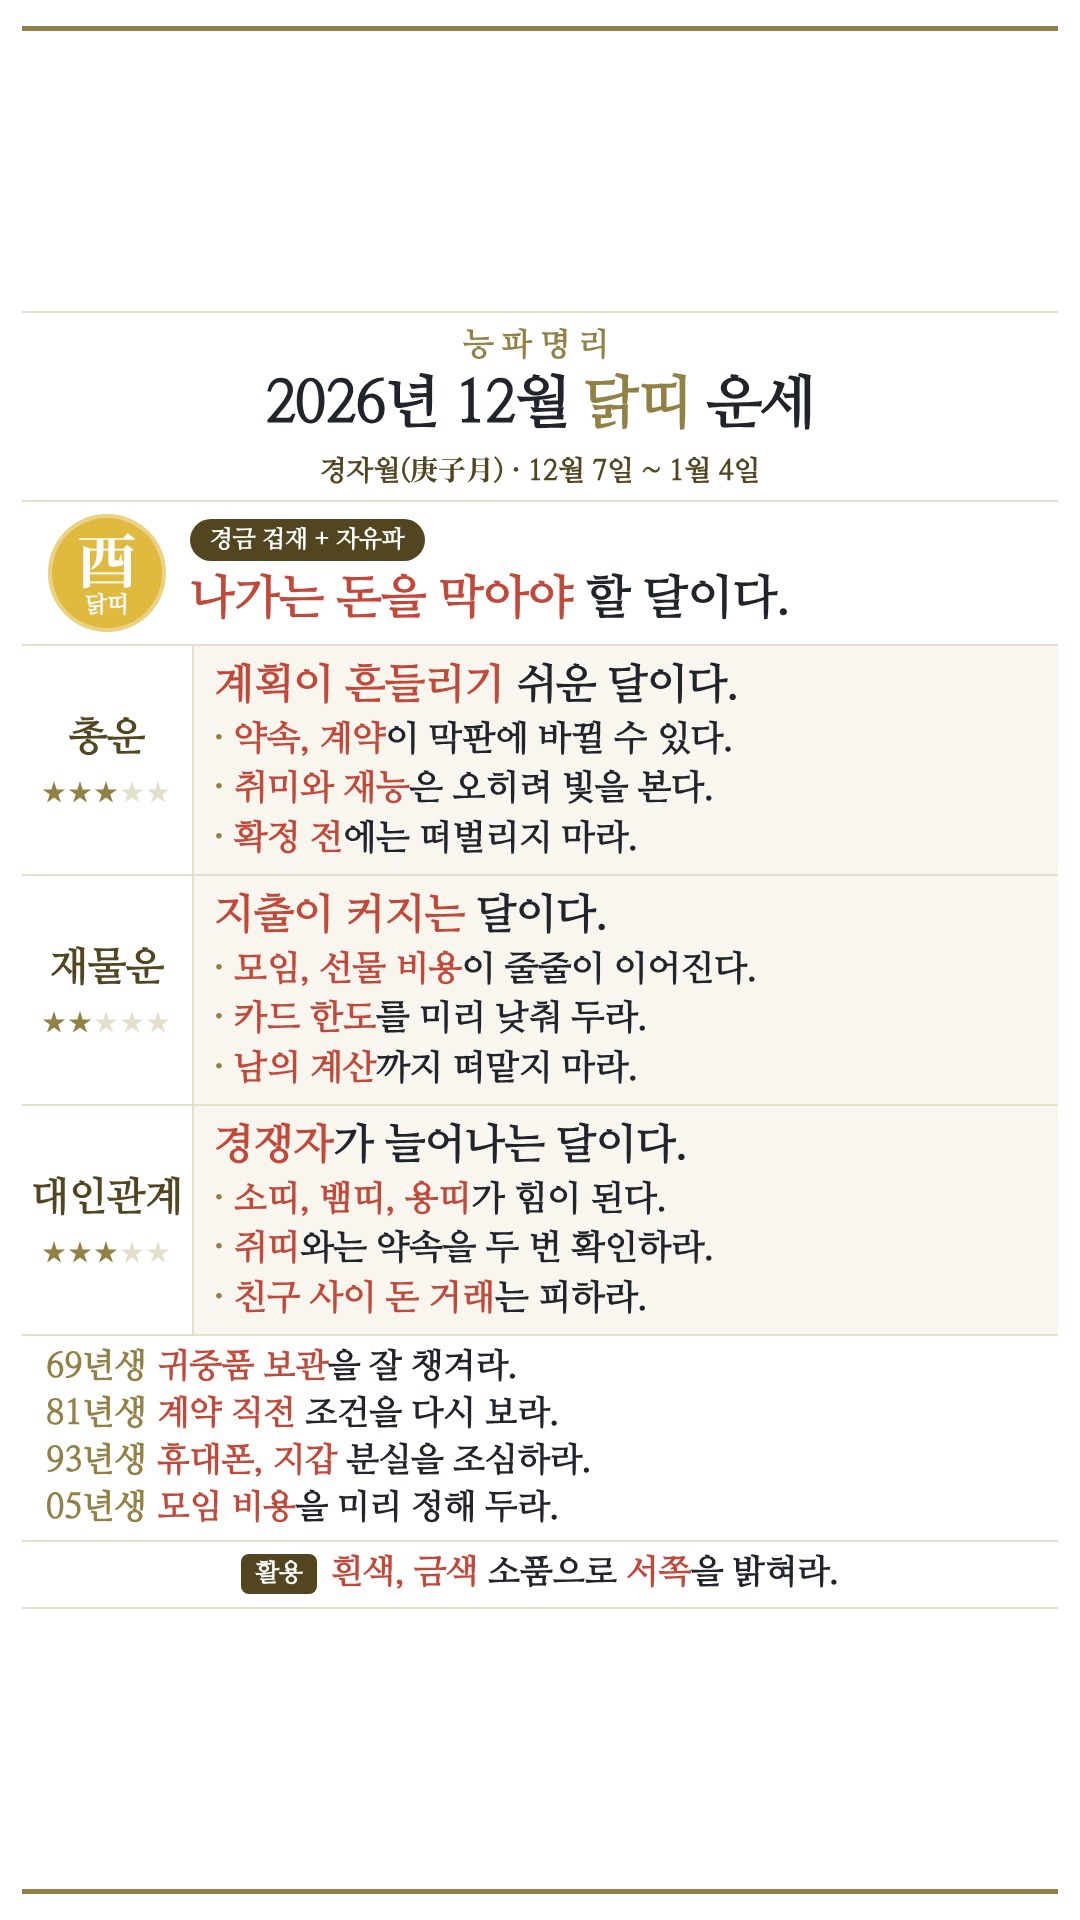 능파명리
2026년 12월 닭띠 운세
경자월(庚子月) · 12월 7일 ~ 1월 4일
酉
닭띠
경금 겁재 + 자유파
나가는 돈을 막아야 할 달이다.
총운
★★★★★
계획이 흔들리기 쉬운 달이다.
· 약속, 계약이 막판에 바뀔 수 있다.
· 취미와 재능은 오히려 빛을 본다.
· 확정 전에는 떠벌리지 마라.
재물운
★★★★★
지출이 커지는 달이다.
· 모임, 선물 비용이 줄줄이 이어진다.
· 카드 한도를 미리 낮춰 두라.
· 남의 계산까지 떠맡지 마라.
대인관계
★★★★★
경쟁자가 늘어나는 달이다.
· 소띠, 뱀띠, 용띠가 힘이 된다.
· 쥐띠와는 약속을 두 번 확인하라.
· 친구 사이 돈 거래는 피하라.
69년생 귀중품 보관을 잘 챙겨라.
81년생 계약 직전 조건을 다시 보라.
93년생 휴대폰, 지갑 분실을 조심하라.
05년생 모임 비용을 미리 정해 두라.
활용 흰색, 금색 소품으로 서쪽을 밝혀라.